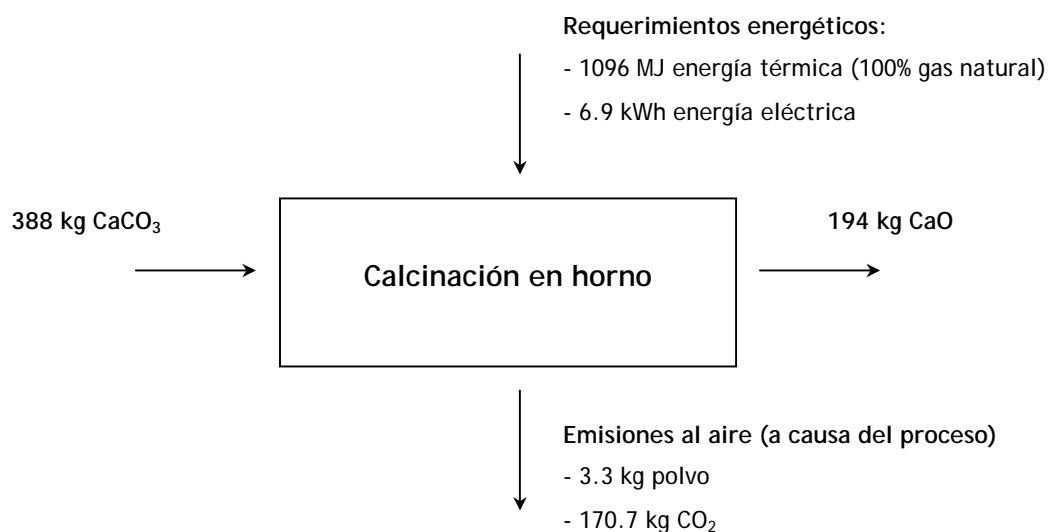 Requerimientos energéticos:
- 1096 MJ energía térmica (100% gas natural)
- 6.9 kWh energía eléctrica
388 kg CaCO₃
194 kg CaO
Calcinación en horno
Emisiones al aire (a causa del proceso)
- 3.3 kg polvo
- 170.7 kg CO₂